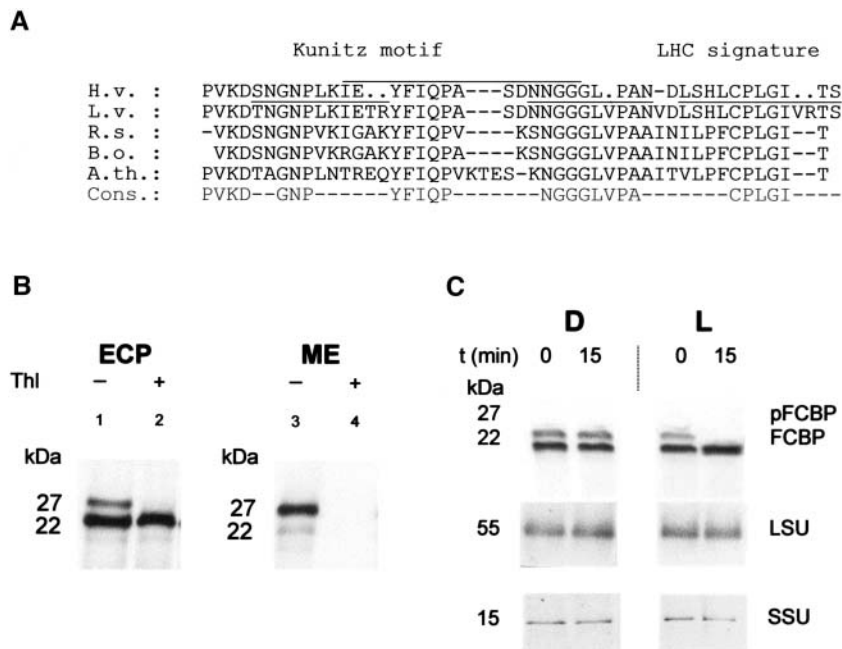 A
Kunitz motif LHC signature
H.v. : PVKDSNGNPLKIE..YFIQPA---SDNNGGGL.PAN-DLSHLCPLGI..TS
L.v. : PVKDTNGNPLKIETRYFIQPA---SDNNGGGLVPANVDLSHLCPLGIVRTS
R.s. : -VKDSNGNPVKIGAKYFIQPV---KSNGGGLVPAAINILPFCPLGI--T
B.o. : VKDSNGNPVKRGAKYFIQPA---KSNGGGLVPAAINILPFCPLGI--T
A.th.: PVKDTAGNPLNTREQYFIQPVKTES-KNGGGLVPAAITVLPFCPLGI--T
Cons.: PVKD--GNP------YFIQP------NGGGLVPA-------CPLGI----
B
ECP ME
Thl – + – +
1 2 3 4
kDa kDa
27 27
22 22
C
D L
t (min) 0 15 0 15
kDa
27 pFCBP
22 FCBP
55 LSU
15 SSU